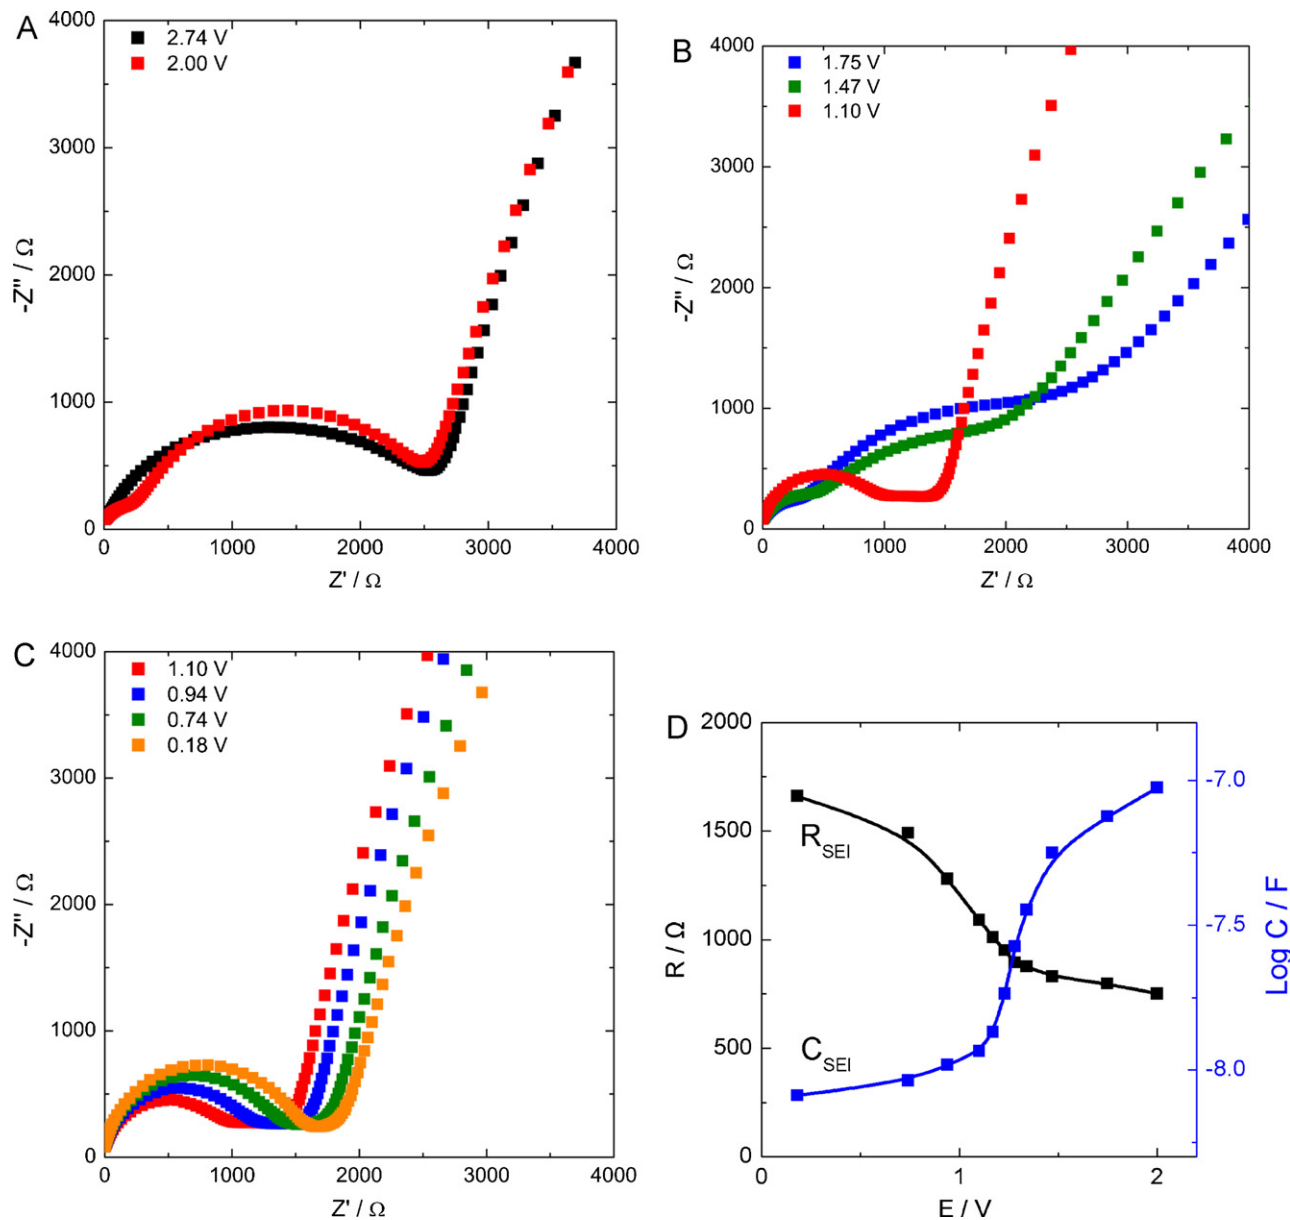 A
2.74 V
2.00 V
4000
3000
2000
1000
0
0 1000 2000 3000 4000
-Z'' / Ω
Z' / Ω
B
1.75 V
1.47 V
1.10 V
4000
3000
2000
1000
0
0 1000 2000 3000 4000
-Z'' / Ω
Z' / Ω
C
1.10 V
0.94 V
0.74 V
0.18 V
4000
3000
2000
1000
0
0 1000 2000 3000 4000
-Z'' / Ω
Z' / Ω
D
2000
1500
1000
500
0
R / Ω
R_SEI
C_SEI
-7.0
-7.5
-8.0
Log C / F
0 1 2
E / V